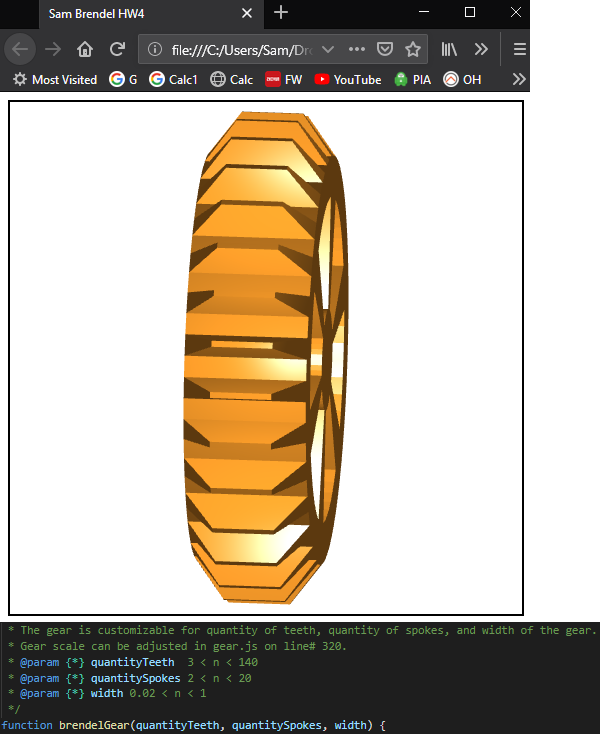 Sam Brendel HW4
file:///C:/Users/Sam/Dr
Most Visited G Calc1 Calc FW YouTube PIA OH
* The gear is customizable for quantity of teeth, quantity of spokes, and width of the gear.
* Gear scale can be adjusted in gear.js on line# 320.
* @param {*} quantityTeeth 3 < n < 140
* @param {*} quantitySpokes 2 < n < 20
* @param {*} width 0.02 < n < 1
*/
function brendelGear(quantityTeeth, quantitySpokes, width) {